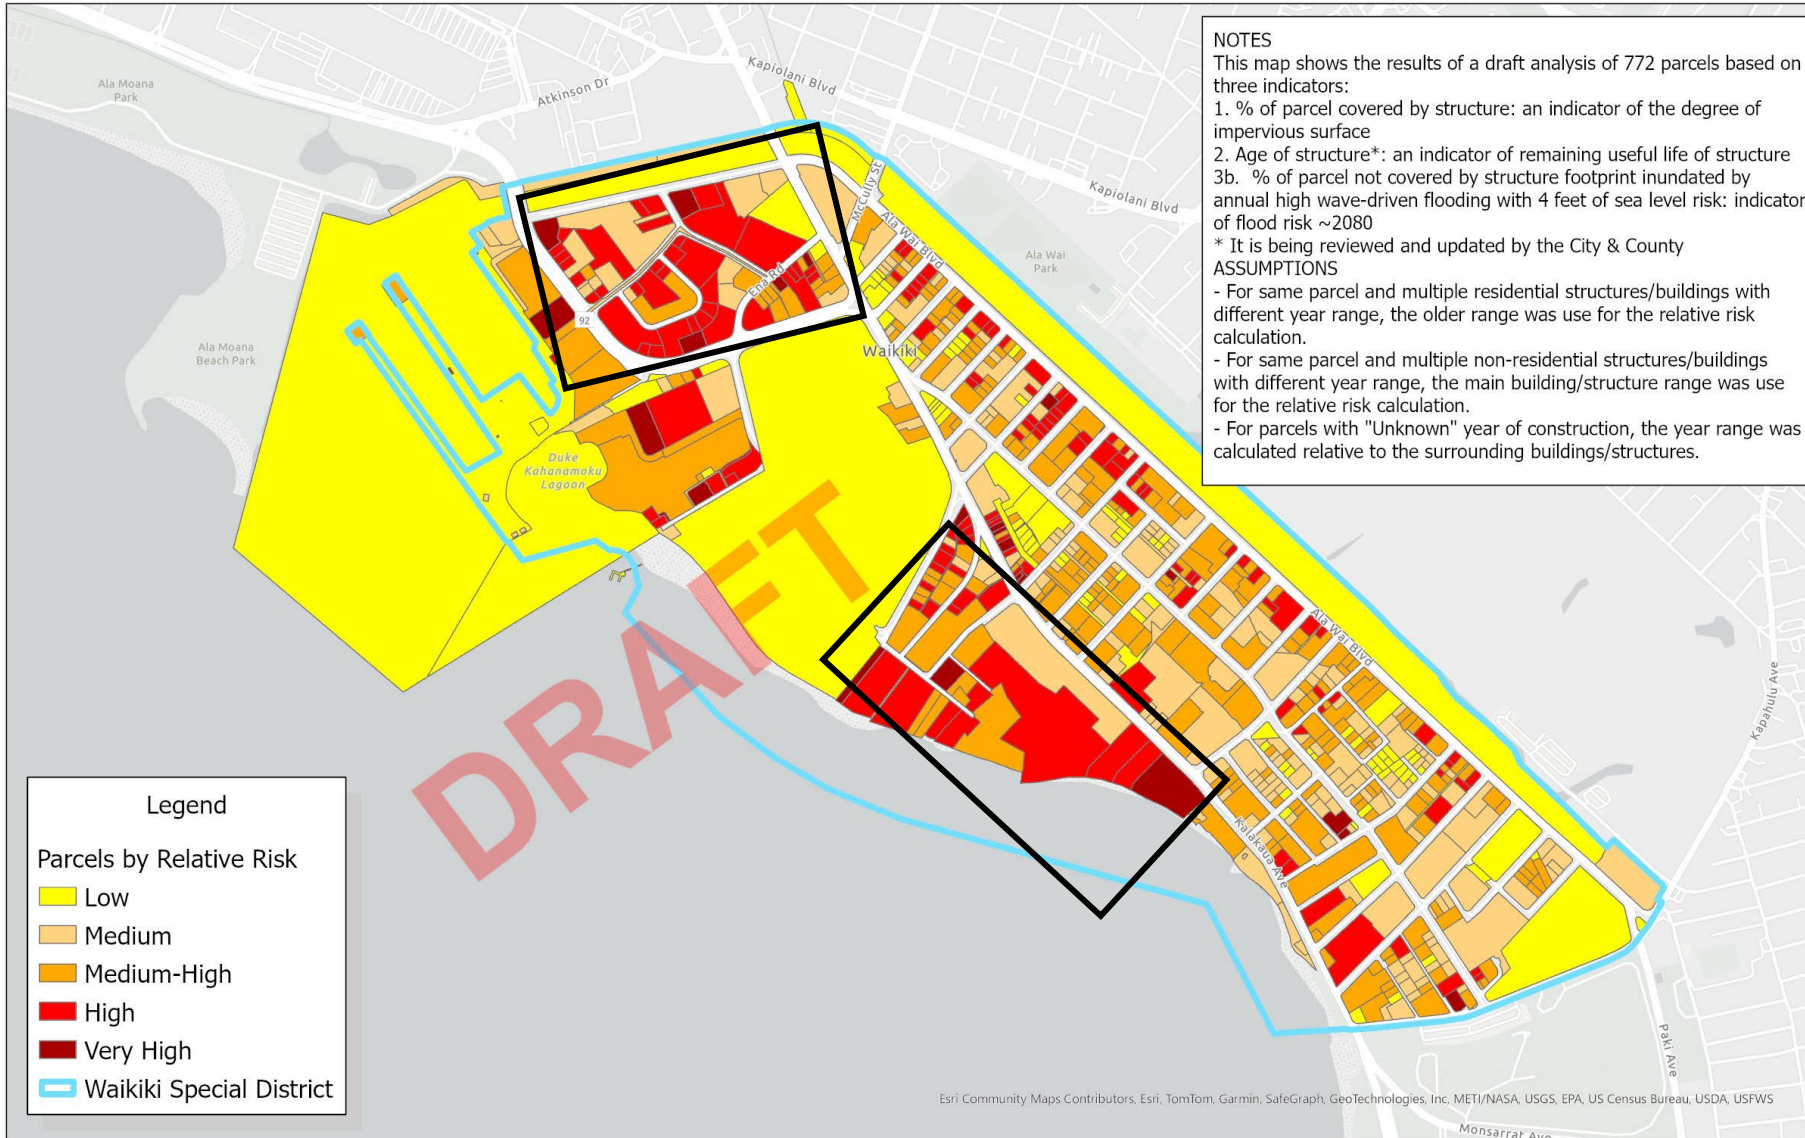 NOTES
This map shows the results of a draft analysis of 772 parcels based on
three indicators:
1. % of parcel covered by structure: an indicator of the degree of
impervious surface
2. Age of structure*: an indicator of remaining useful life of structure
3b.  % of parcel not covered by structure footprint inundated by
annual high wave-driven flooding with 4 feet of sea level risk: indicator
of flood risk ~2080
* It is being reviewed and updated by the City & County
ASSUMPTIONS
- For same parcel and multiple residential structures/buildings with
different year range, the older range was use for the relative risk
calculation.
- For same parcel and multiple non-residential structures/buildings
with different year range, the main building/structure range was use
for the relative risk calculation.
- For parcels with "Unknown" year of construction, the year range was
calculated relative to the surrounding buildings/structures.
Ala Moana
Park
Atkinson Dr
Kapiolani Blvd
Kapiolani Blvd
McCully St
Ala Wai Blvd
Ala Wai
Park
Ena Rd
92
Waikiki
Ala Moana
Beach Park
Duke
Kahanamoku
Lagoon
DRAFT
Ala Wai Blvd
Kapahulu Ave
Kalakaua Ave
Paki Ave
Monsarrat Ave
Legend
Parcels by Relative Risk
Low
Medium
Medium-High
High
Very High
Waikiki Special District
Esri Community Maps Contributors, Esri, TomTom, Garmin, SafeGraph, GeoTechnologies, Inc, METI/NASA, USGS, EPA, US Census Bureau, USDA, USFWS